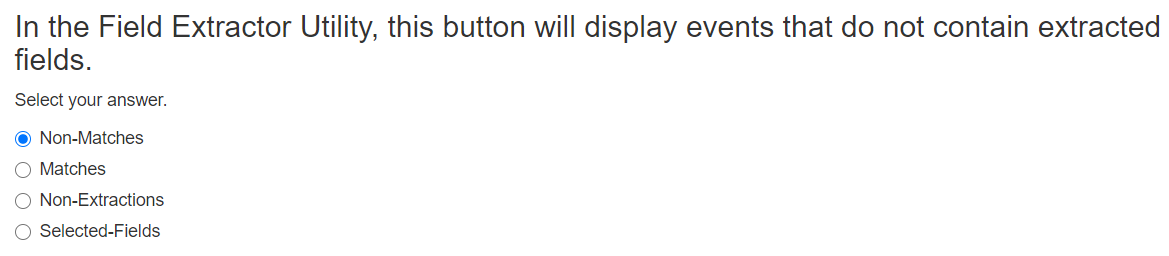 In the Field Extractor Utility, this button will display events that do not contain extracted
fields.
Select your answer.
Non-Matches
Matches
Non-Extractions
Selected-Fields